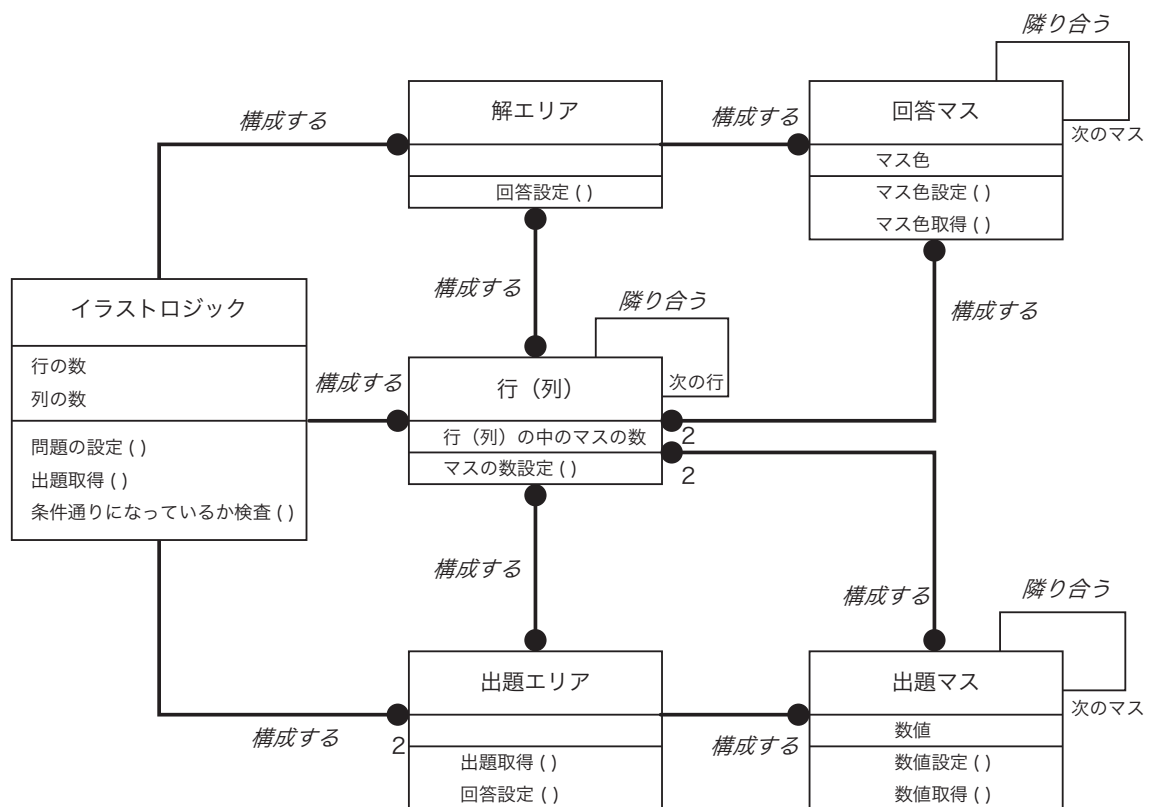 隣り合う
構成する
解エリア
回答設定 ( )
構成する
回答マス
マス色
マス色設定 ( )
マス色取得 ( )
次のマス
構成する
構成する
イラストロジック
行の数
列の数
問題の設定 ( )
出題取得 ( )
条件通りになっているか検査 ( )
構成する
隣り合う
次の行
行（列）
行（列）の中のマスの数
マスの数設定 ( )
2
2
構成する
構成する
隣り合う
構成する
2
出題エリア
出題取得 ( )
回答設定 ( )
構成する
出題マス
数値
数値設定 ( )
数値取得 ( )
次のマス